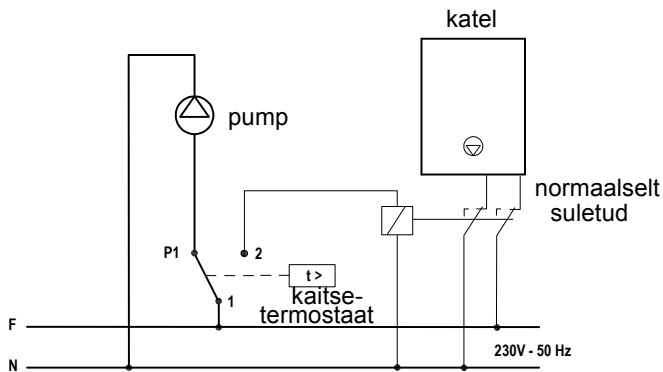 katel
pump
normaalselt
suletud
P1
2
t >
1
kaitse-
termostaat
F
230V - 50 Hz
N